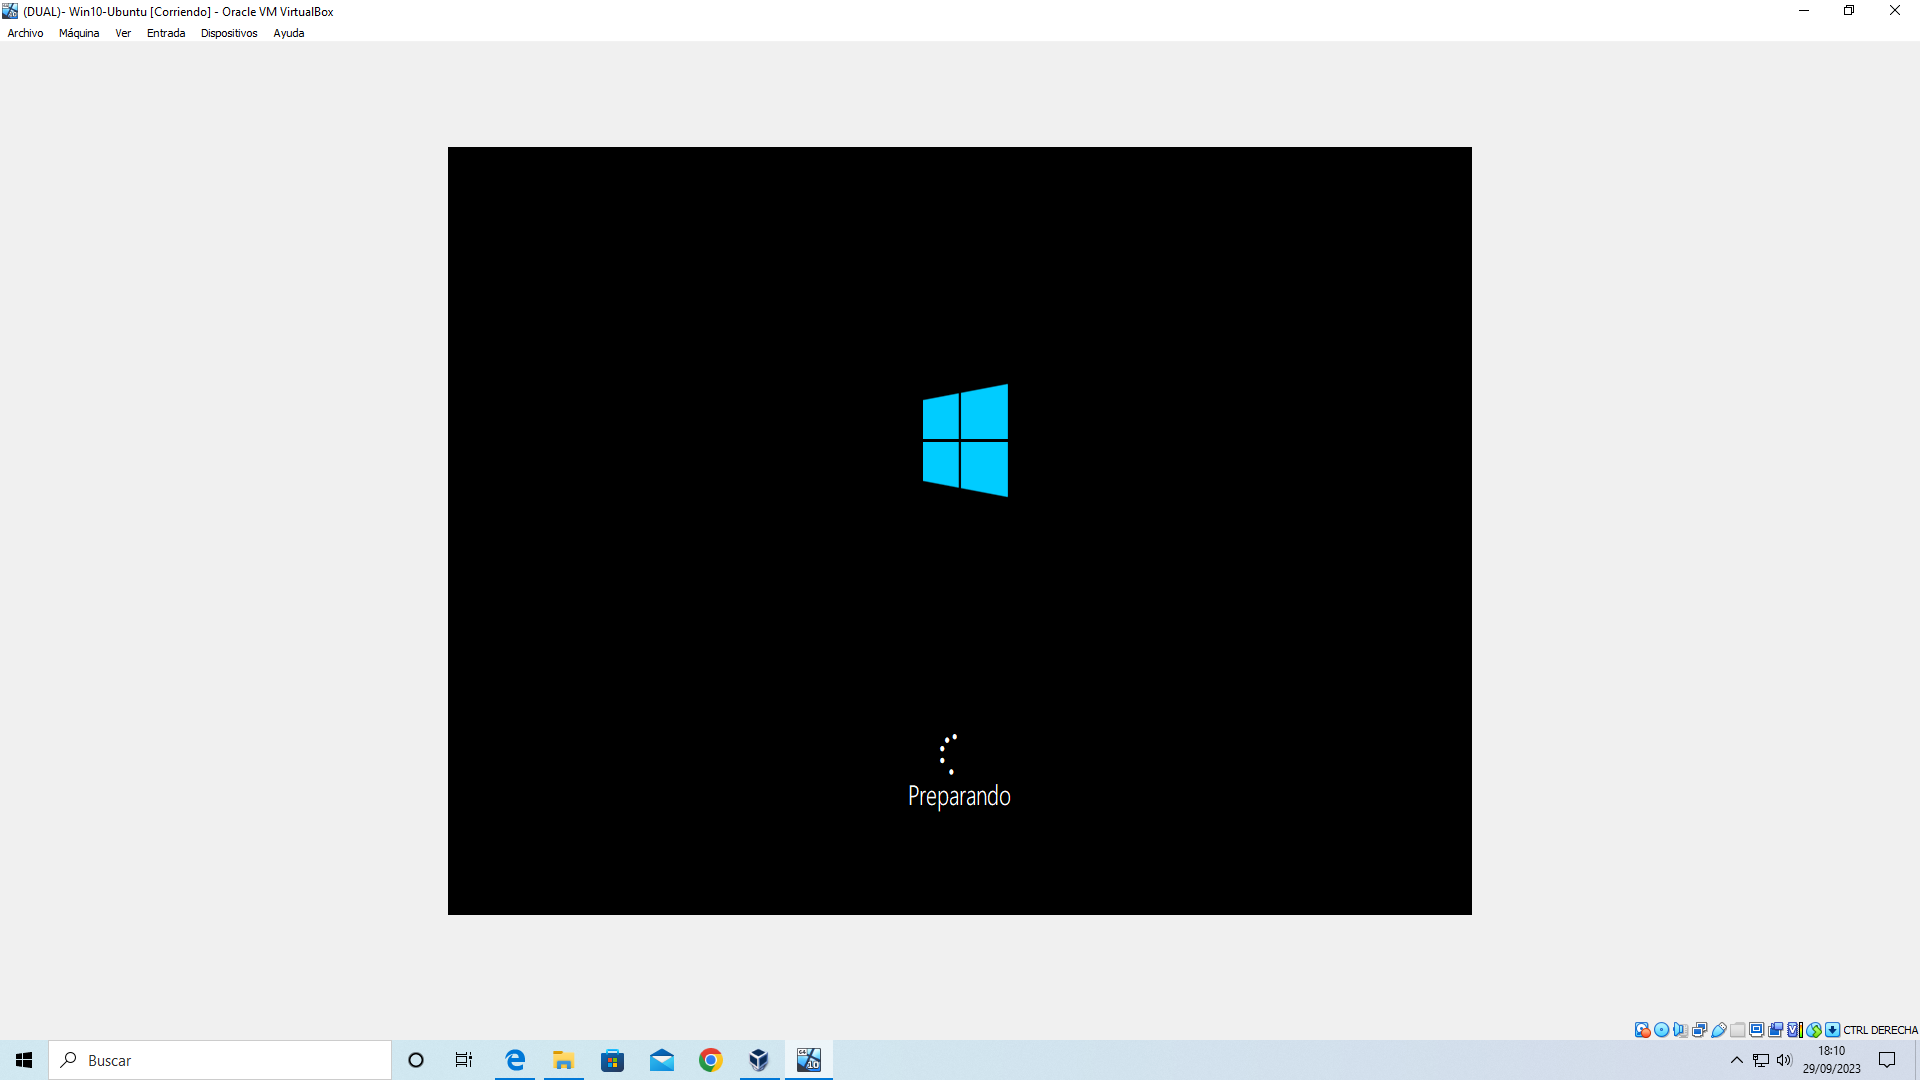 (DUAL)- Win10-Ubuntu [Corriendo] - Oracle VM VirtualBox
Archivo Máquina Ver Entrada Dispositivos Ayuda
Preparando
CTRL DERECHA
Buscar
18:10
29/09/2023